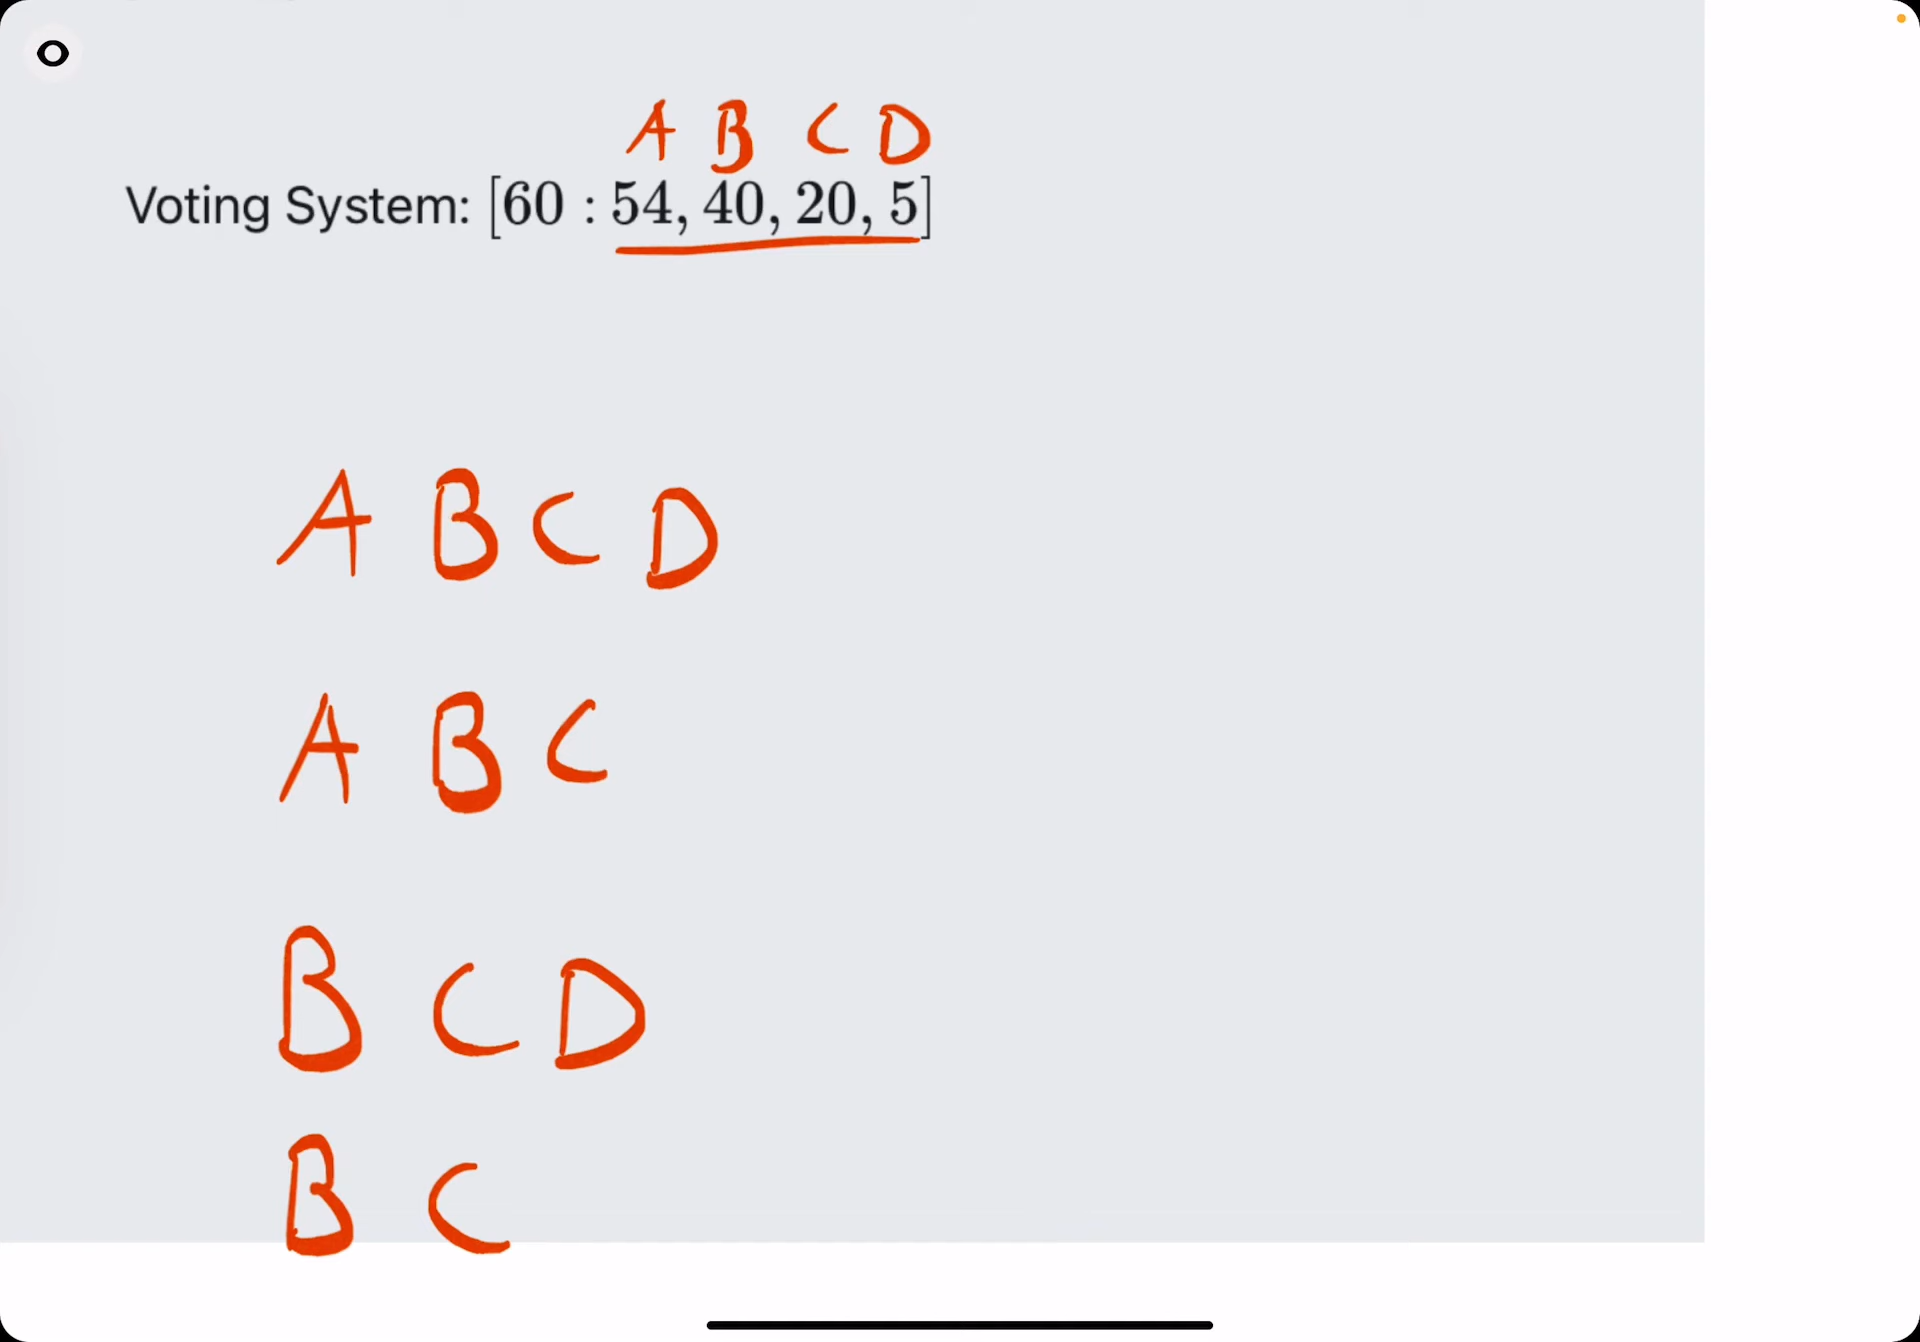 A B C D
Voting System: [60 : 54, 40, 20, 5]
A B C D
A B C
B C D
B C